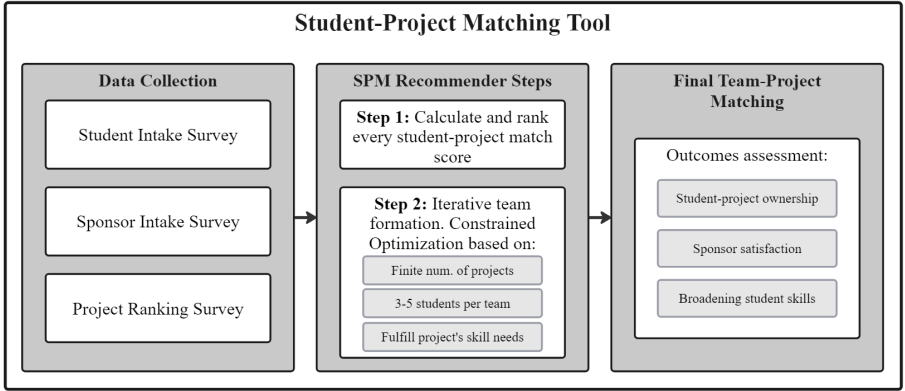 Student-Project Matching Tool
Data Collection
Student Intake Survey
Sponsor Intake Survey
Project Ranking Survey
SPM Recommender Steps
Step 1: Calculate and rank
every student-project match
score
Step 2: Iterative team
formation. Constrained
Optimization based on:
Finite num. of projects
3-5 students per team
Fulfill project's skill needs
Final Team-Project
Matching
Outcomes assessment:
Student-project ownership
Sponsor satisfaction
Broadening student skills